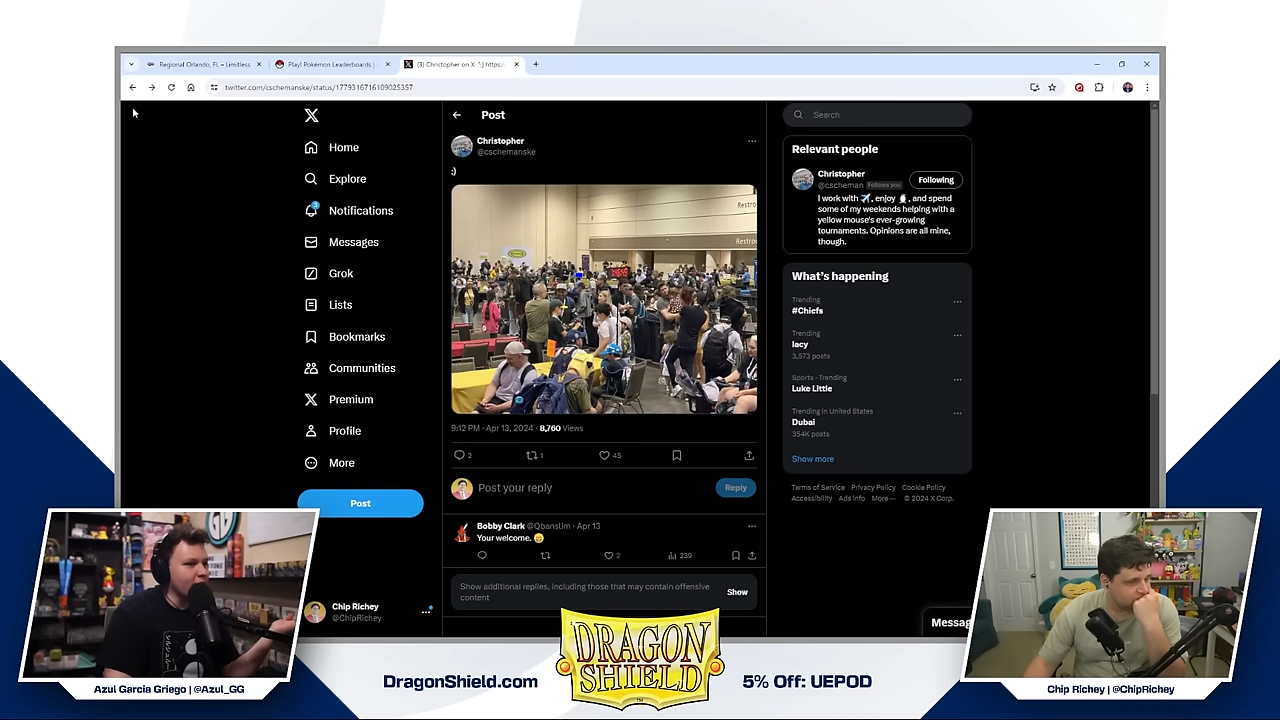 Regional Orlando, FL – Limitless
Play! Pokémon Leaderboards |
(3) Christopher on X: ":) https:/
twitter.com/cschemanske/status/1779316716109025357
Home
Explore
3
Notifications
Messages
Grok
Lists
Bookmarks
Communities
Premium
Profile
More
Post
Chip Richey
@ChipRichey
Post
Christopher
@cschemanske
:)
Restro
Restro
9:12 PM · Apr 13, 2024 · 8,760 Views
2
1
45
Post your reply
Reply
Bobby Clark @Qbanslim · Apr 13
Your welcome.
2
239
Show additional replies, including those that may contain offensive
content
Show
Search
Relevant people
Christopher
@cscheman Follows you
Following
I work with ✈️, enjoy 🐧, and spend
some of my weekends helping with a
yellow mouse's ever-growing
tournaments. Opinions are all mine,
though.
What's happening
Trending
#Chiefs
Trending
lacy
3,573 posts
Sports · Trending
Luke Little
Trending in United States
Dubai
354K posts
Show more
Terms of Service Privacy Policy Cookie Policy
Accessibility Ads info More ··· © 2024 X Corp.
Messag
DRAGON
SHIELD
TM
DragonShield.com
5% Off: UEPOD
Azul Garcia Griego | @Azul_GG
Chip Richey | @ChipRichey